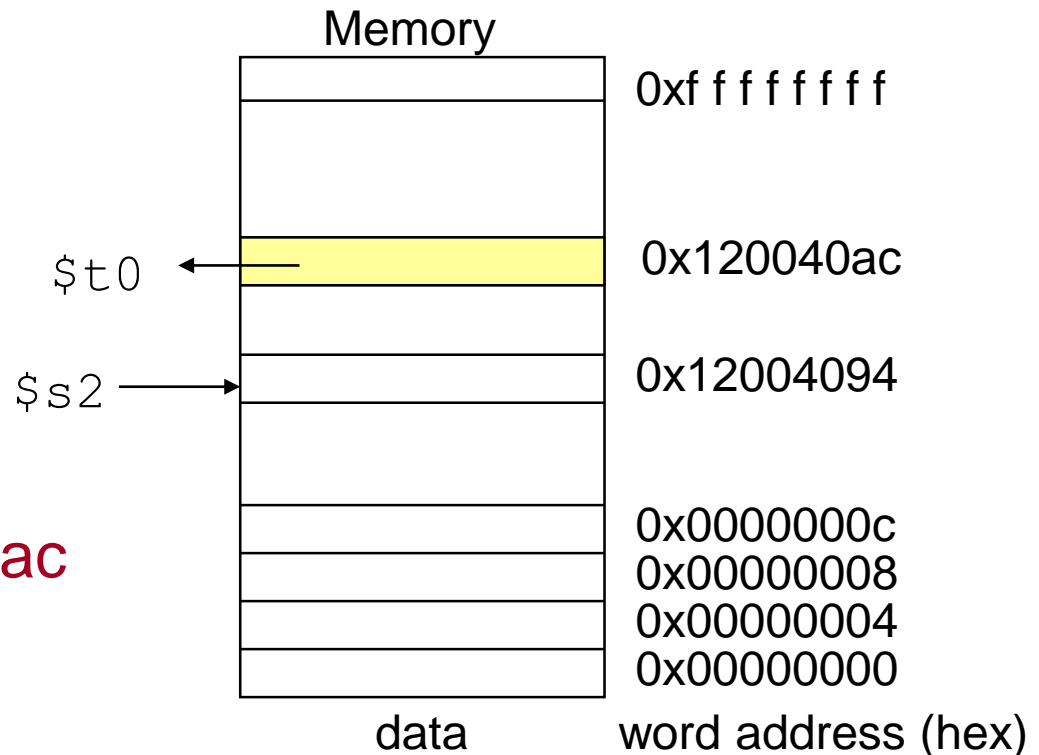 Memory
0xf f f f f f f f
$t0
0x120040ac
$s2
0x12004094
ac
0x0000000c
0x00000008
0x00000004
0x00000000
data
word address (hex)